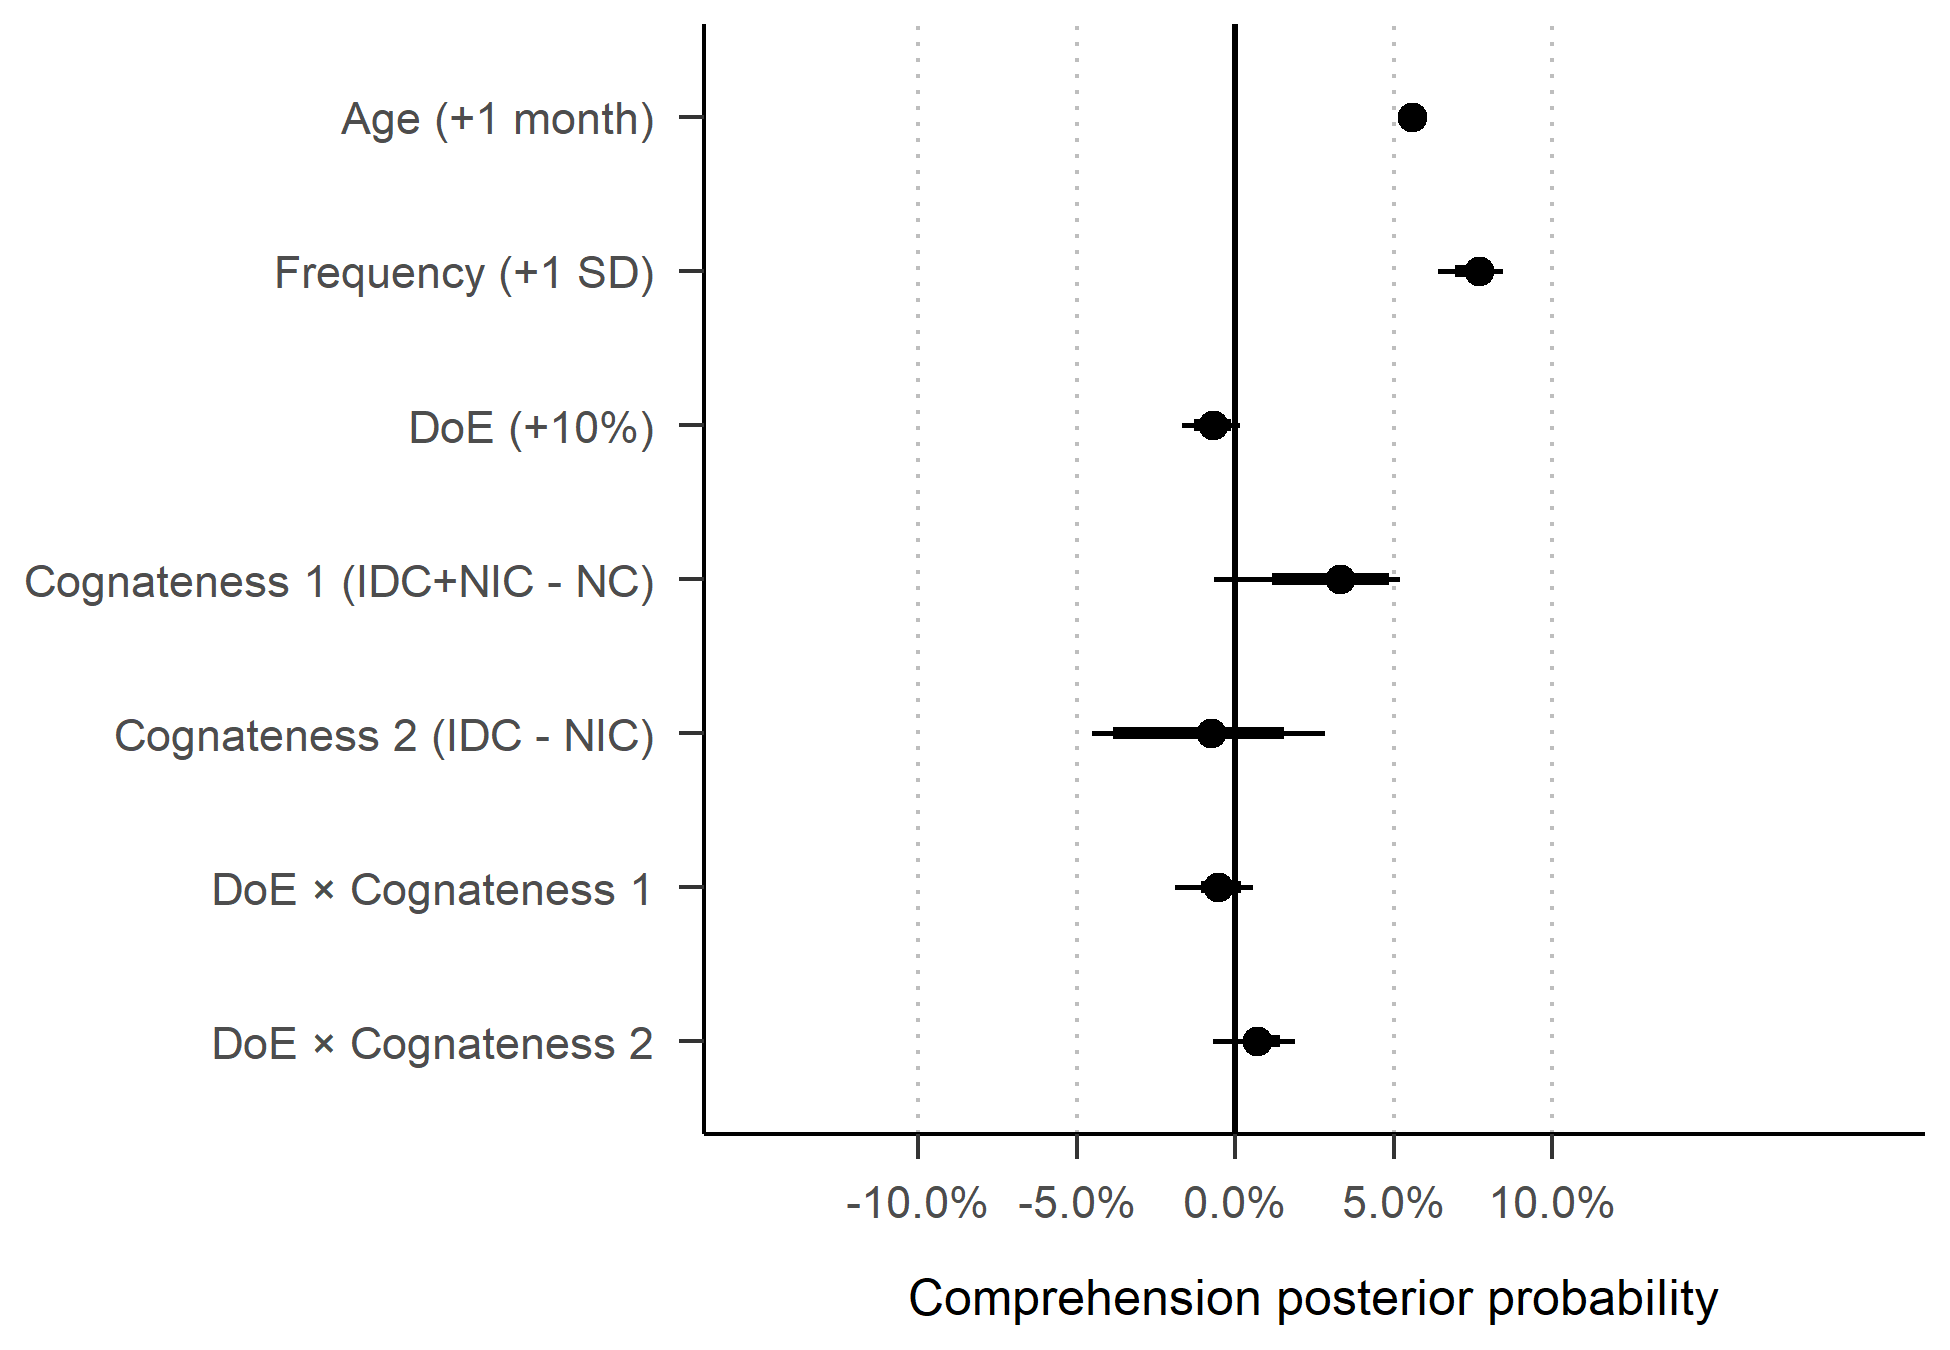 Age (+1 month)
Frequency (+1 SD)
DoE (+10%)
Cognateness 1 (IDC+NIC - NC)
Cognateness 2 (IDC - NIC)
DoE × Cognateness 1
DoE × Cognateness 2
-10.0% -5.0% 0.0% 5.0% 10.0%
Comprehension posterior probability